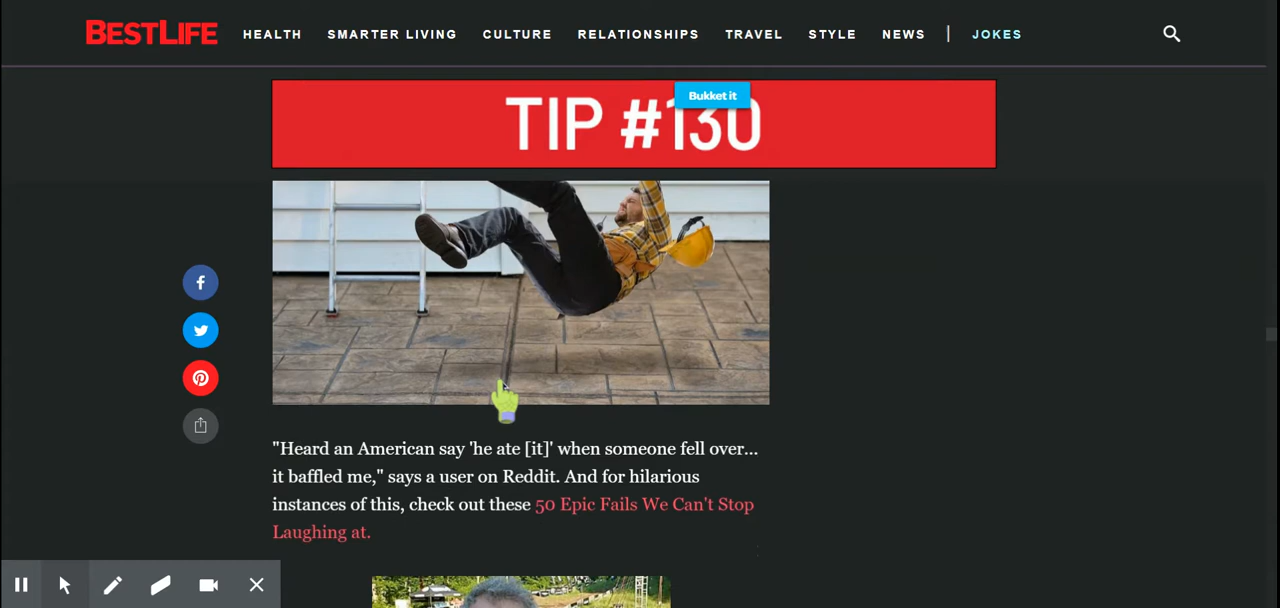 BESTLIFE HEALTH SMARTER LIVING CULTURE RELATIONSHIPS TRAVEL STYLE NEWS | JOKES
Bukket it
TIP #130
"Heard an American say 'he ate [it]' when someone fell over...
it baffled me," says a user on Reddit. And for hilarious
instances of this, check out these 50 Epic Fails We Can't Stop
Laughing at.